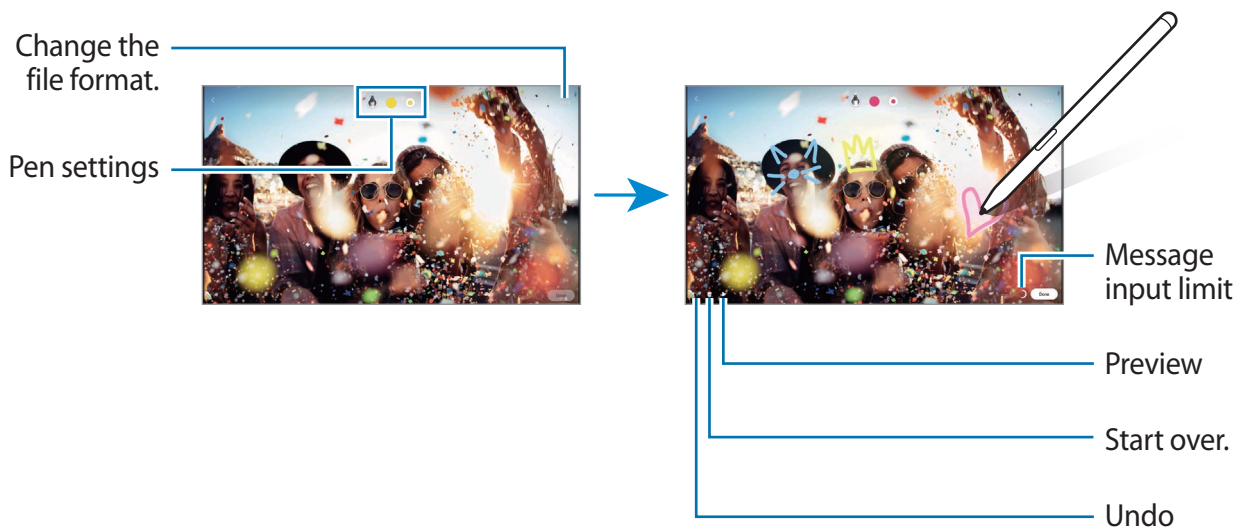 Change the
file format.
Pen settings
Done
Message
input limit
Preview
Start over.
Undo